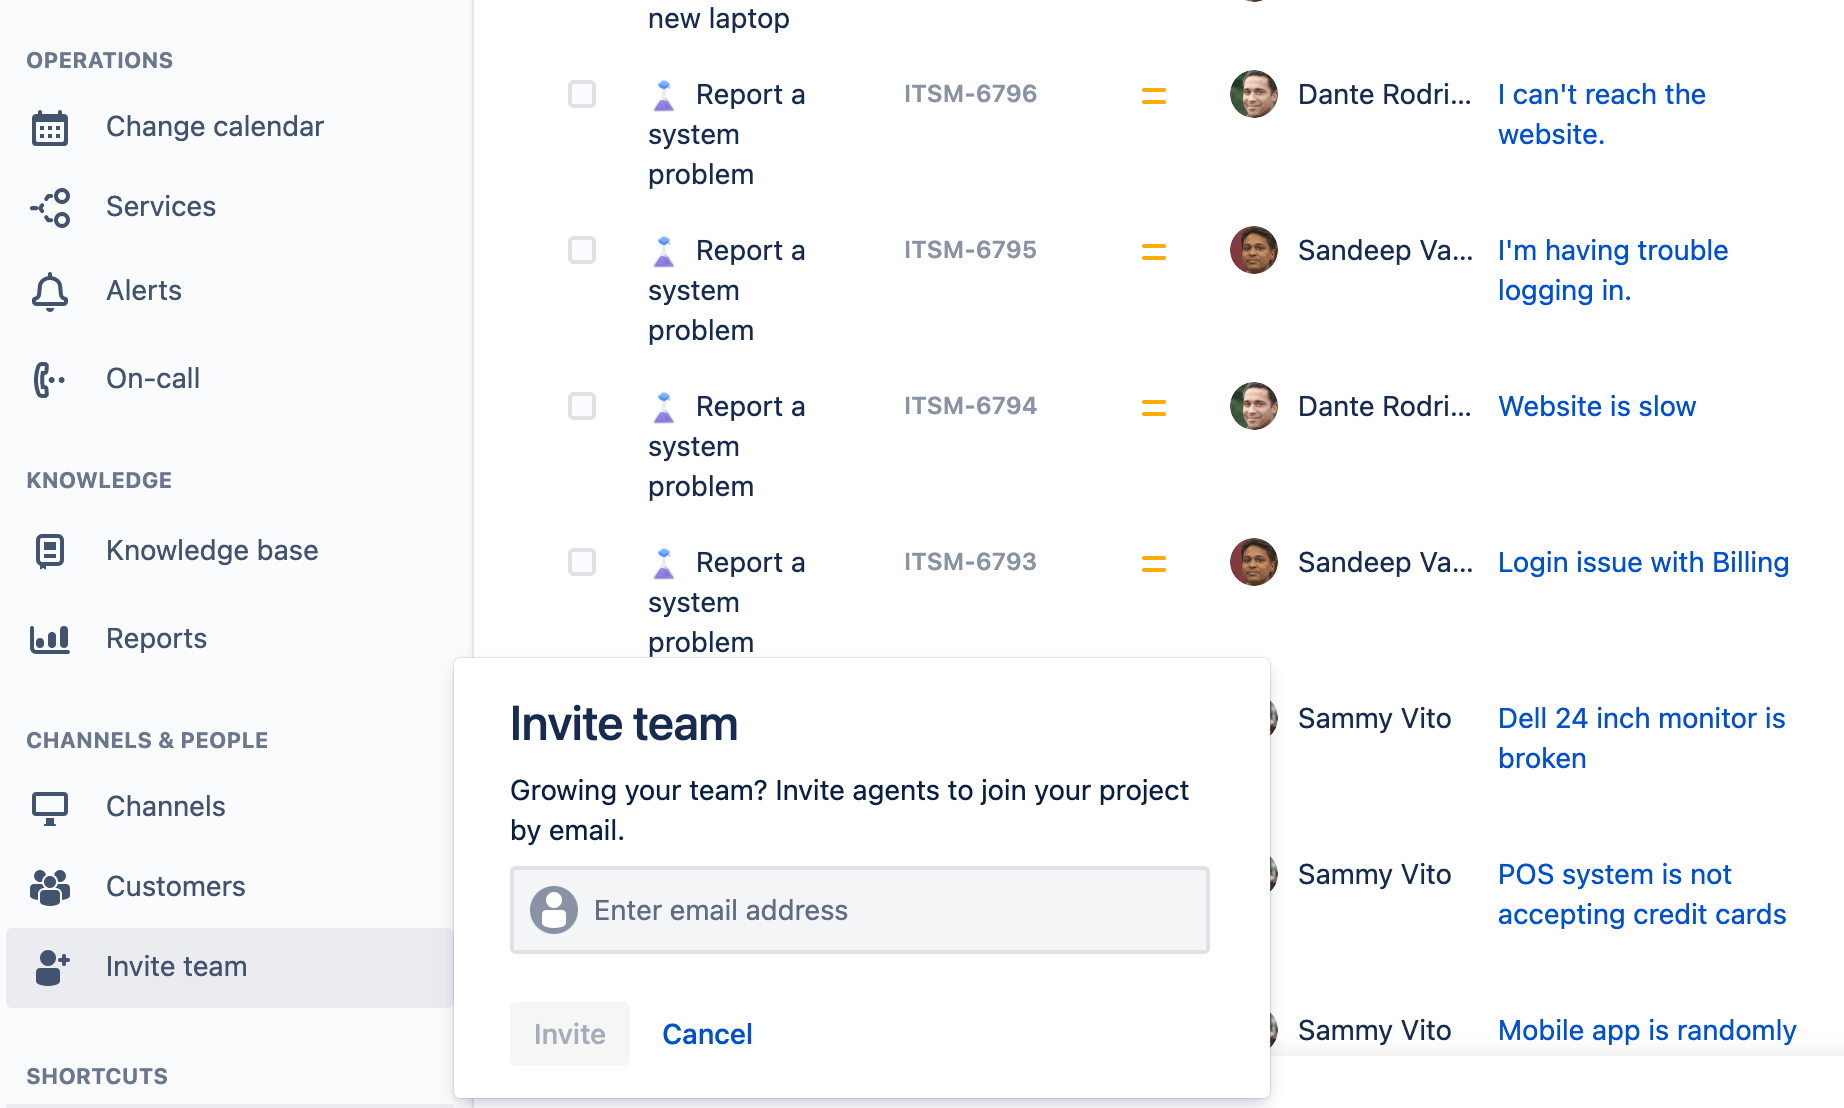 OPERATIONS
Change calendar
Services
Alerts
On-call
KNOWLEDGE
Knowledge base
Reports
CHANNELS & PEOPLE
Channels
Customers
Invite team
SHORTCUTS
new laptop
Report a
system
problem
ITSM-6796
Dante Rodri...
I can't reach the
website.
Report a
system
problem
ITSM-6795
Sandeep Va...
I'm having trouble
logging in.
Report a
system
problem
ITSM-6794
Dante Rodri...
Website is slow
Report a
system
problem
ITSM-6793
Sandeep Va...
Login issue with Billing
Sammy Vito
Dell 24 inch monitor is
broken
Sammy Vito
POS system is not
accepting credit cards
Sammy Vito
Mobile app is randomly
Invite team
Growing your team? Invite agents to join your project
by email.
Enter email address
Invite
Cancel